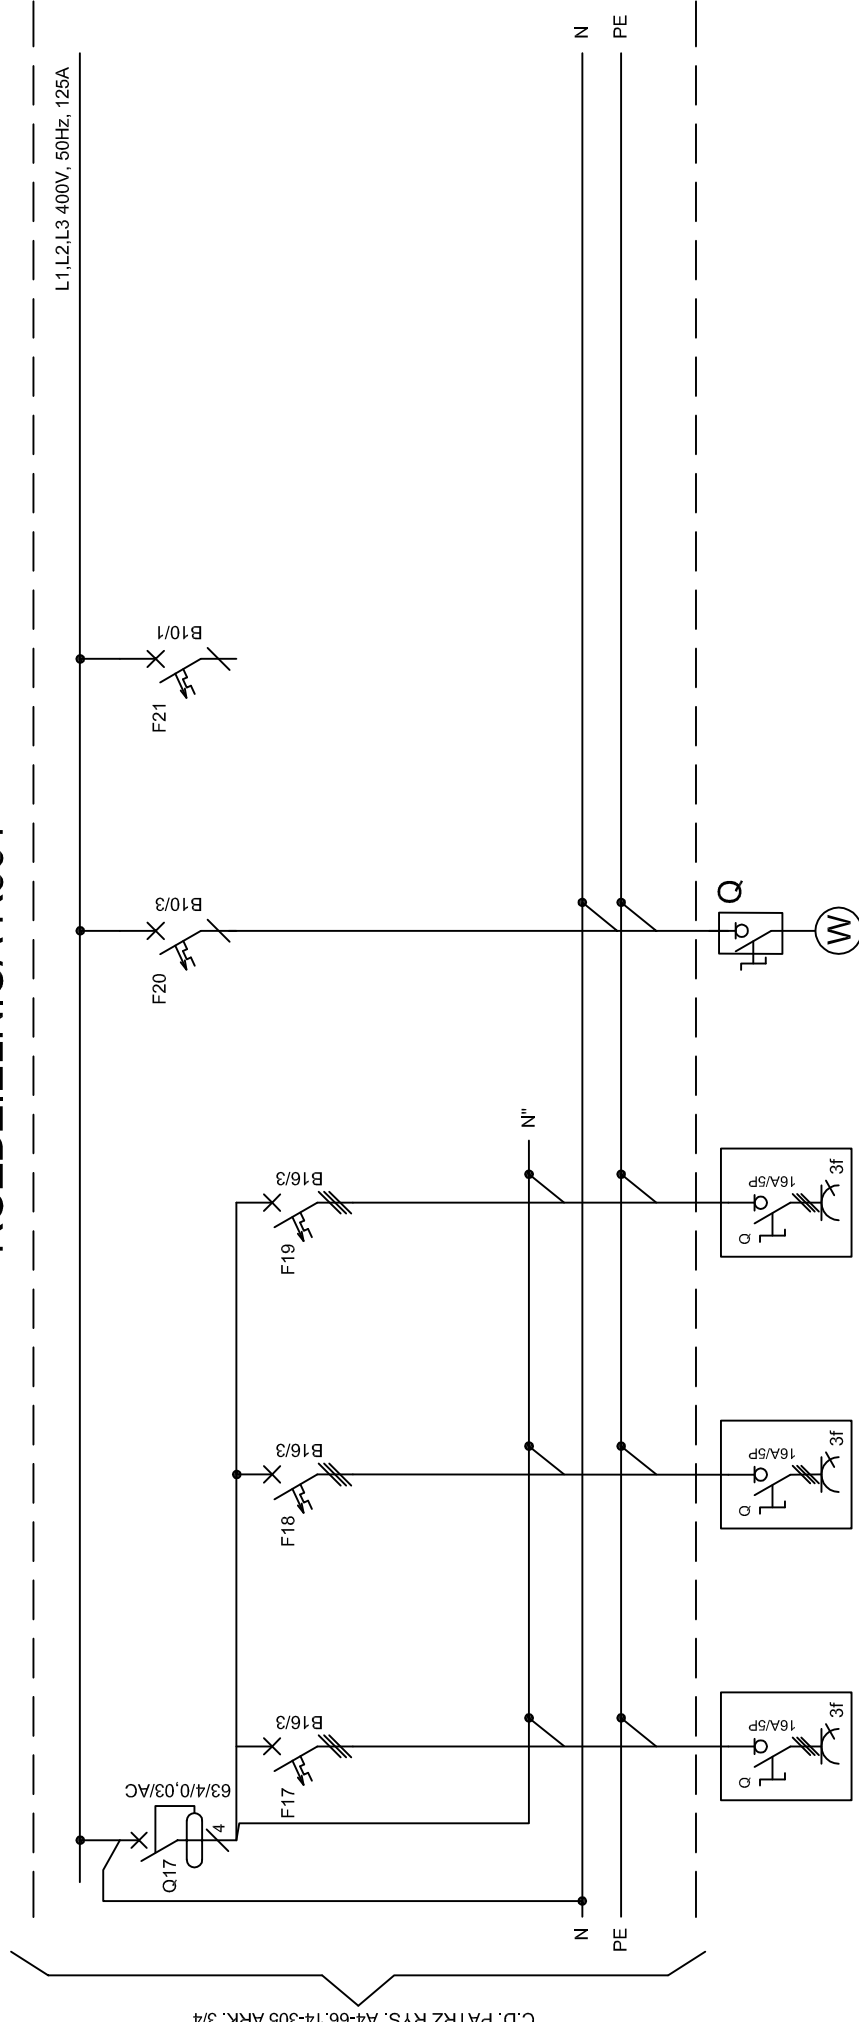 L1,L2,L3 400V, 50Hz, 125A
N
PE
Q17
63/4/0,03/AC
4
F17
B16/3
F18
B16/3
F19
B16/3
F20
B10/3
F21
B10/1
N"
N
PE
Q
16A/5P
3f
Q
16A/5P
3f
Q
16A/5P
3f
Q
W
C.D. PATRZ RYS. A4-66.14-305 ARK. 3/4